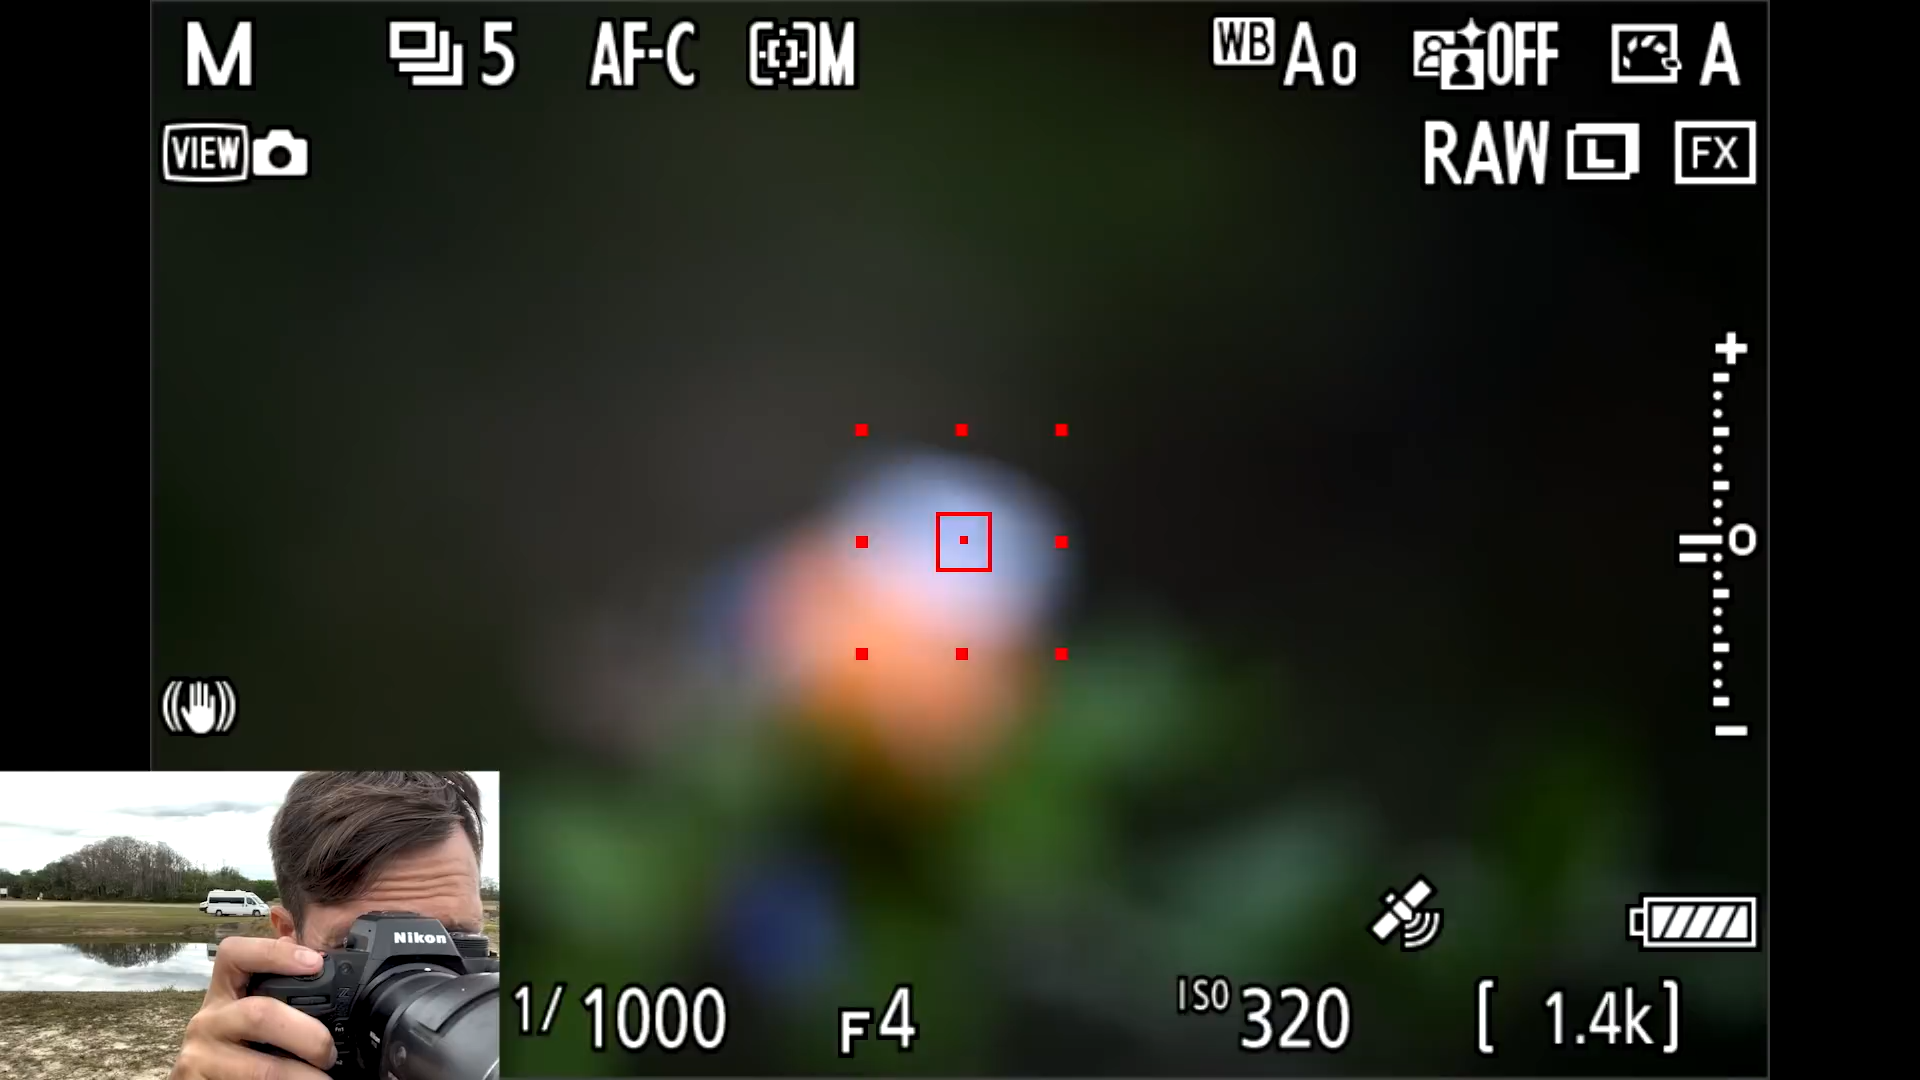 M 5 AF-C [ ]M WB A0 OFF A
VIEW RAW L FX
+
0
−
Nikon
1/1000 F4 ISO 320 [ 1.4k]